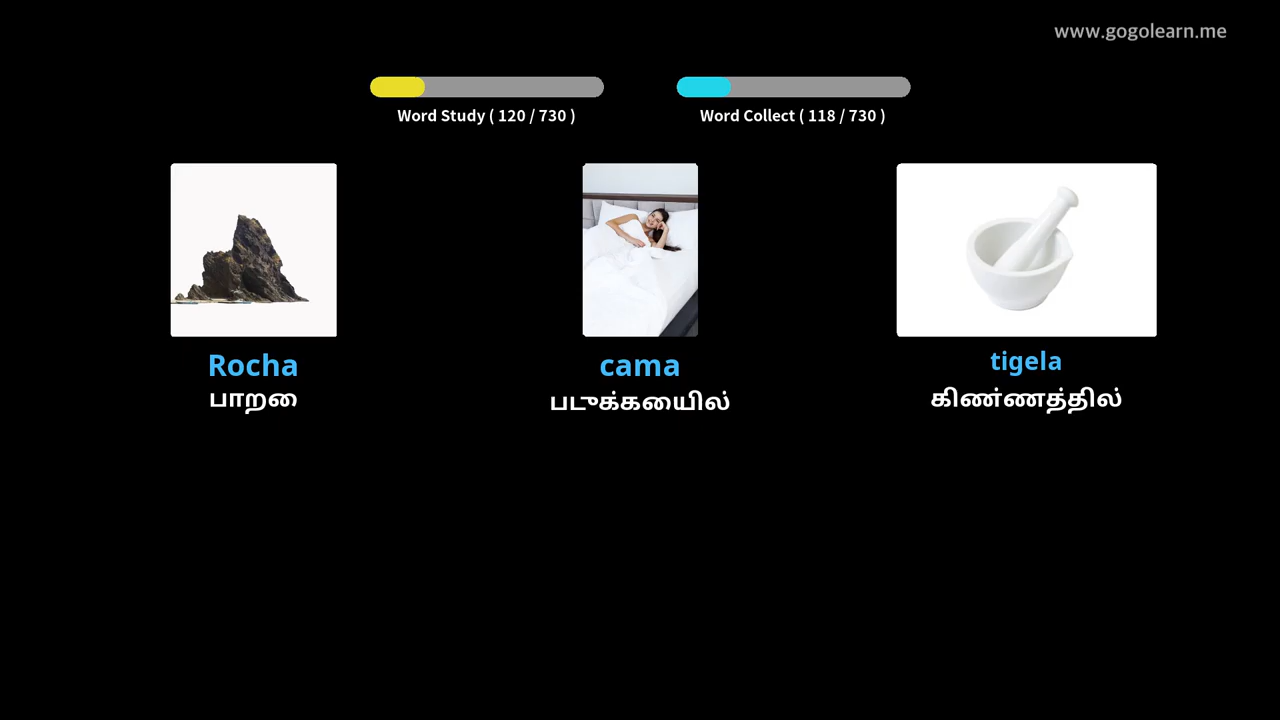 www.gogolearn.me
Word Study ( 120 / 730 )
Word Collect ( 118 / 730 )
Rocha
பாறை
cama
படுக்கையில்
tigela
கிண்ணத்தில்